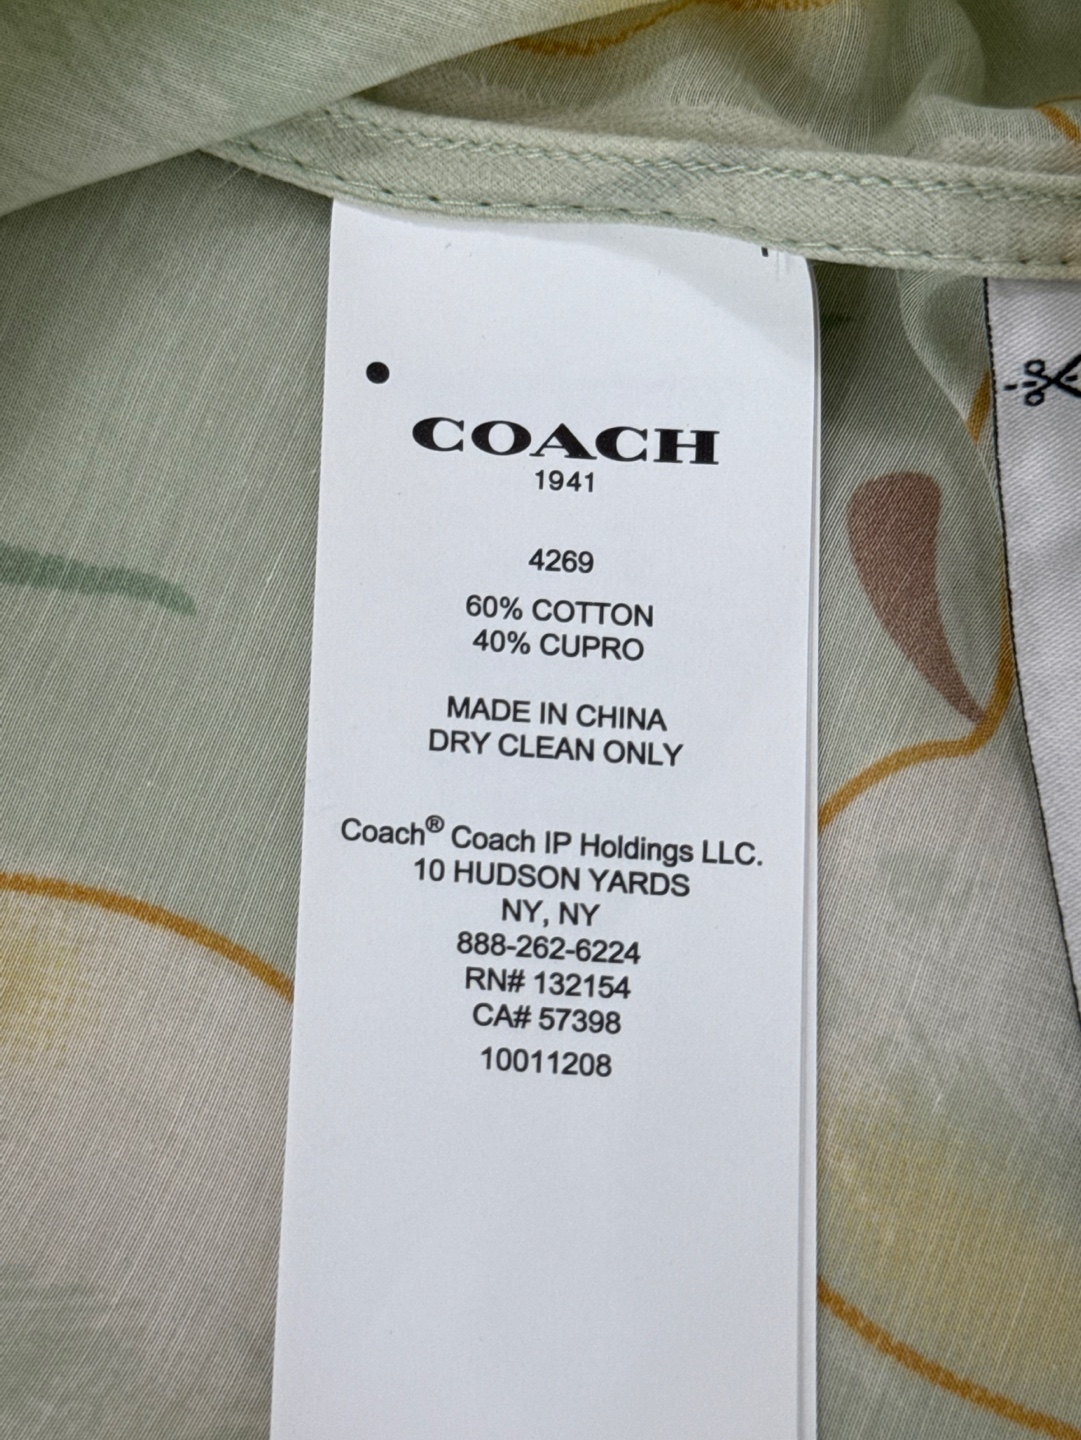 COACH
1941
4269
60% COTTON
40% CUPRO
MADE IN CHINA
DRY CLEAN ONLY
Coach® Coach IP Holdings LLC.
10 HUDSON YARDS
NY, NY
888-262-6224
RN# 132154
CA# 57398
10011208